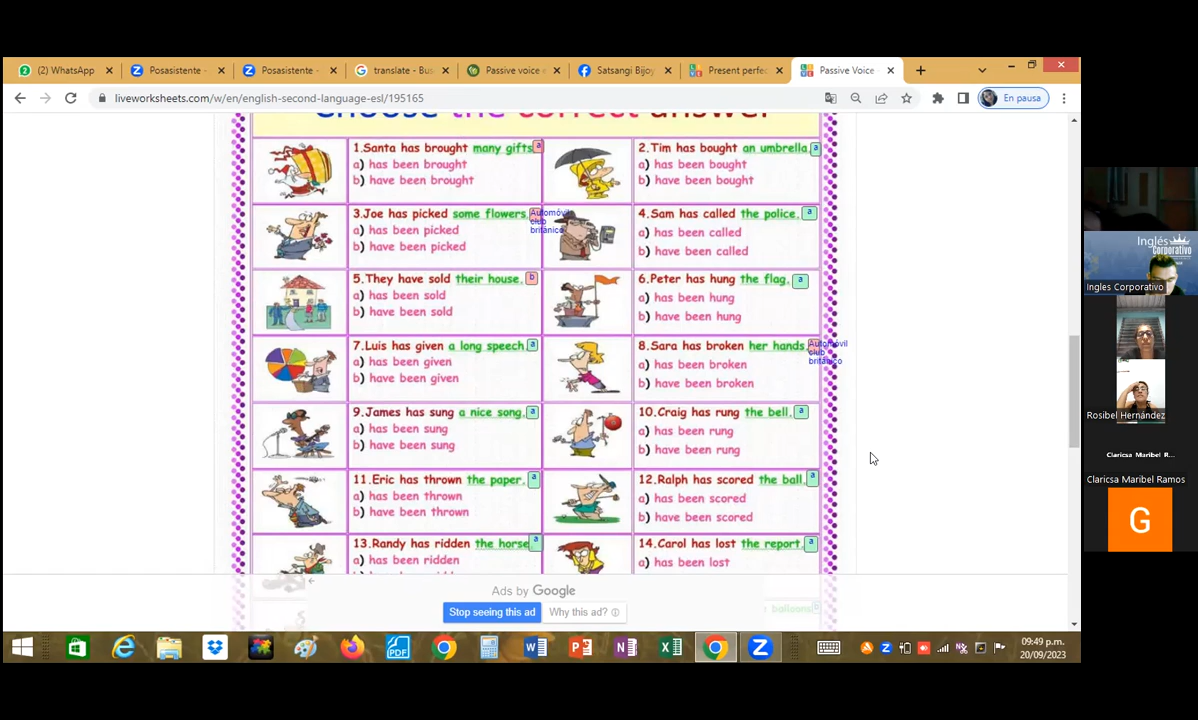 (2) WhatsApp
Posasistente -
Posasistente -
translate - Bus
Passive voice e
Satsangi Bijoy
Present perfec
Passive Voice -
liveworksheets.com/w/en/english-second-language-esl/195165
En pausa
Choose the correct answer
1.Santa has brought many gifts. a
a) has been brought
b) have been brought
2.Tim has bought an umbrella. a
a) has been bought
b) have been bought
3.Joe has picked some flowers.
Automóvil
club
británico
a) has been picked
b) have been picked
4.Sam has called the police. a
a) has been called
b) have been called
5.They have sold their house. b
a) has been sold
b) have been sold
6.Peter has hung the flag. a
a) has been hung
b) have been hung
7.Luis has given a long speech. a
a) has been given
b) have been given
8.Sara has broken her hands.
Automóvil
club
británico
a) has been broken
b) have been broken
9.James has sung a nice song. a
a) has been sung
b) have been sung
10.Craig has rung the bell. a
a) has been rung
b) have been rung
11.Eric has thrown the paper. a
a) has been thrown
b) have been thrown
12.Ralph has scored the ball. a
a) has been scored
b) have been scored
13.Randy has ridden the horse. a
a) has been ridden
14.Carol has lost the report. a
a) has been lost
balloons b
Ads by Google
Stop seeing this ad
Why this ad?
09:49 p.m.
20/09/2023
Inglés
Corporativo
Ingles Corporativo
Rosibel Hernández
Claricsa Maribel R...
Claricsa Maribel Ramos
G